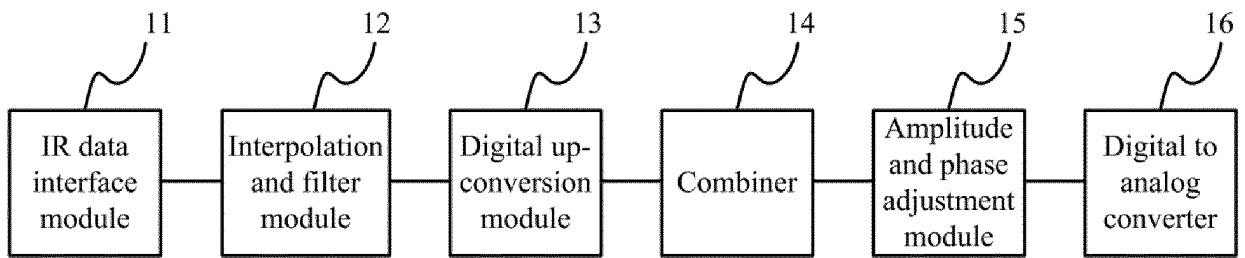 11
12
13
14
15
16
IR data
interface
module
Interpolation
and filter
module
Digital up-
conversion
module
Combiner
Amplitude
and phase
adjustment
module
Digital to
analog
converter